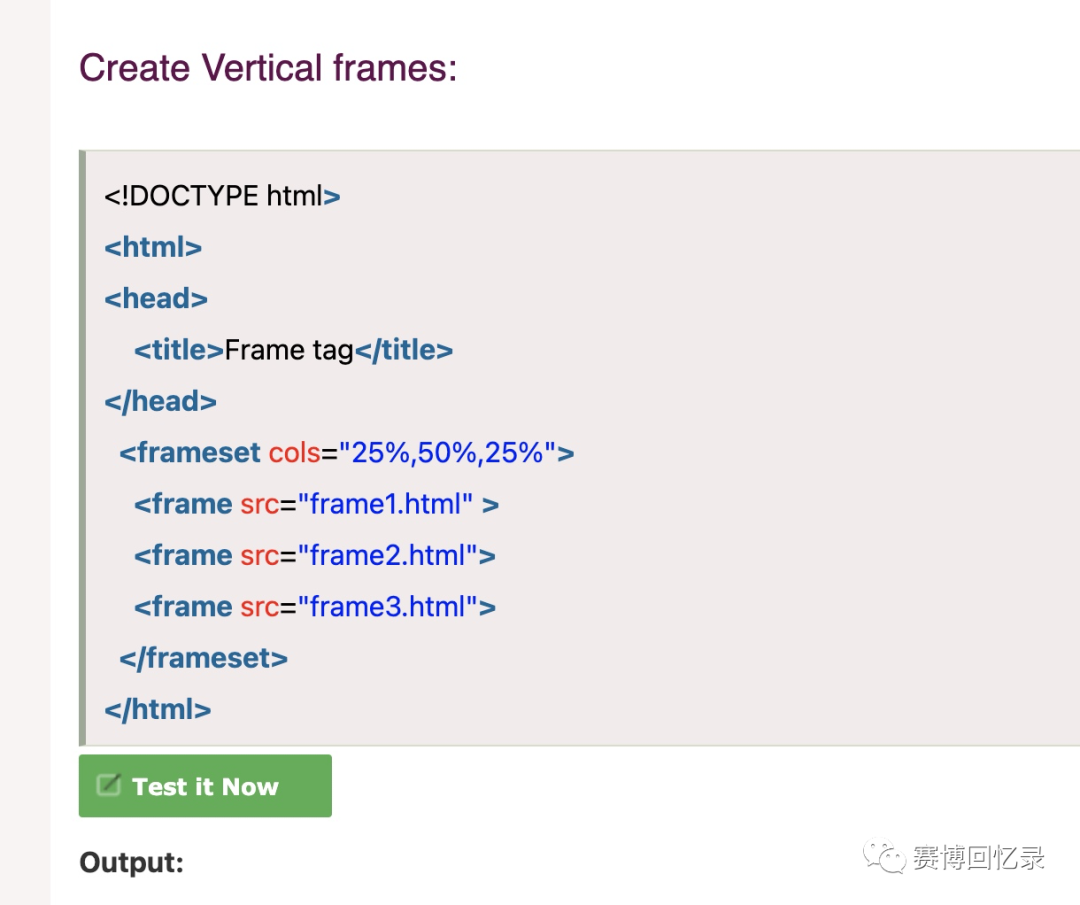 Create Vertical frames:
<!DOCTYPE html>
<html>
<head>
<title>Frame tag</title>
</head>
<frameset cols="25%,50%,25%">
<frame src="frame1.html" >
<frame src="frame2.html">
<frame src="frame3.html">
</frameset>
</html>
Test it Now
Output:
赛博回忆录